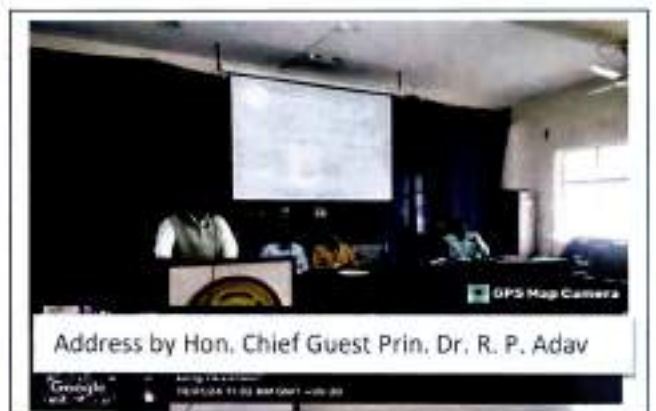 GPS Map Camera
Address by Hon. Chief Guest Prin. Dr. R. P. Adav
Google